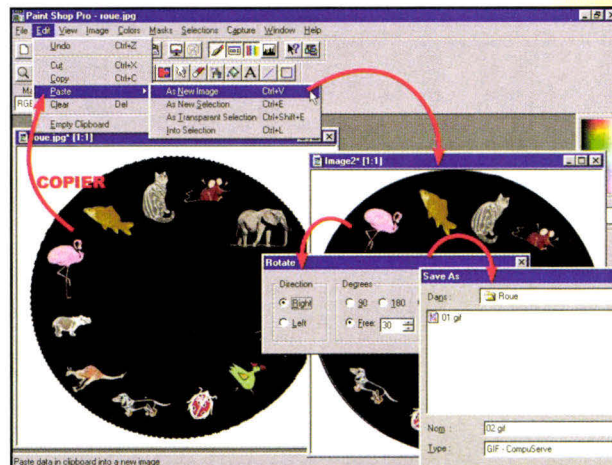 Paint Shop Pro - roue.jpg
File Edit View Image Colors Masks Selections Capture Window Help
Undo Ctrl+Z
Cut Ctrl+X
Copy Ctrl+C
Paste
Clear Del
Empty Clipboard
As New Image Ctrl+V
As New Selection Ctrl+E
As Transparent Selection Ctrl+Shift+E
Into Selection Ctrl+L
roue.jpg* [1:1]
COPIER
Image2* [1:1]
Rotate
Direction
Right
Left
Degrees
90 180
Free: 30
Save As
Dans : Roue
01.gif
Nom : 02.gif
Type : GIF - CompuServe
Paste data in clipboard into a new image